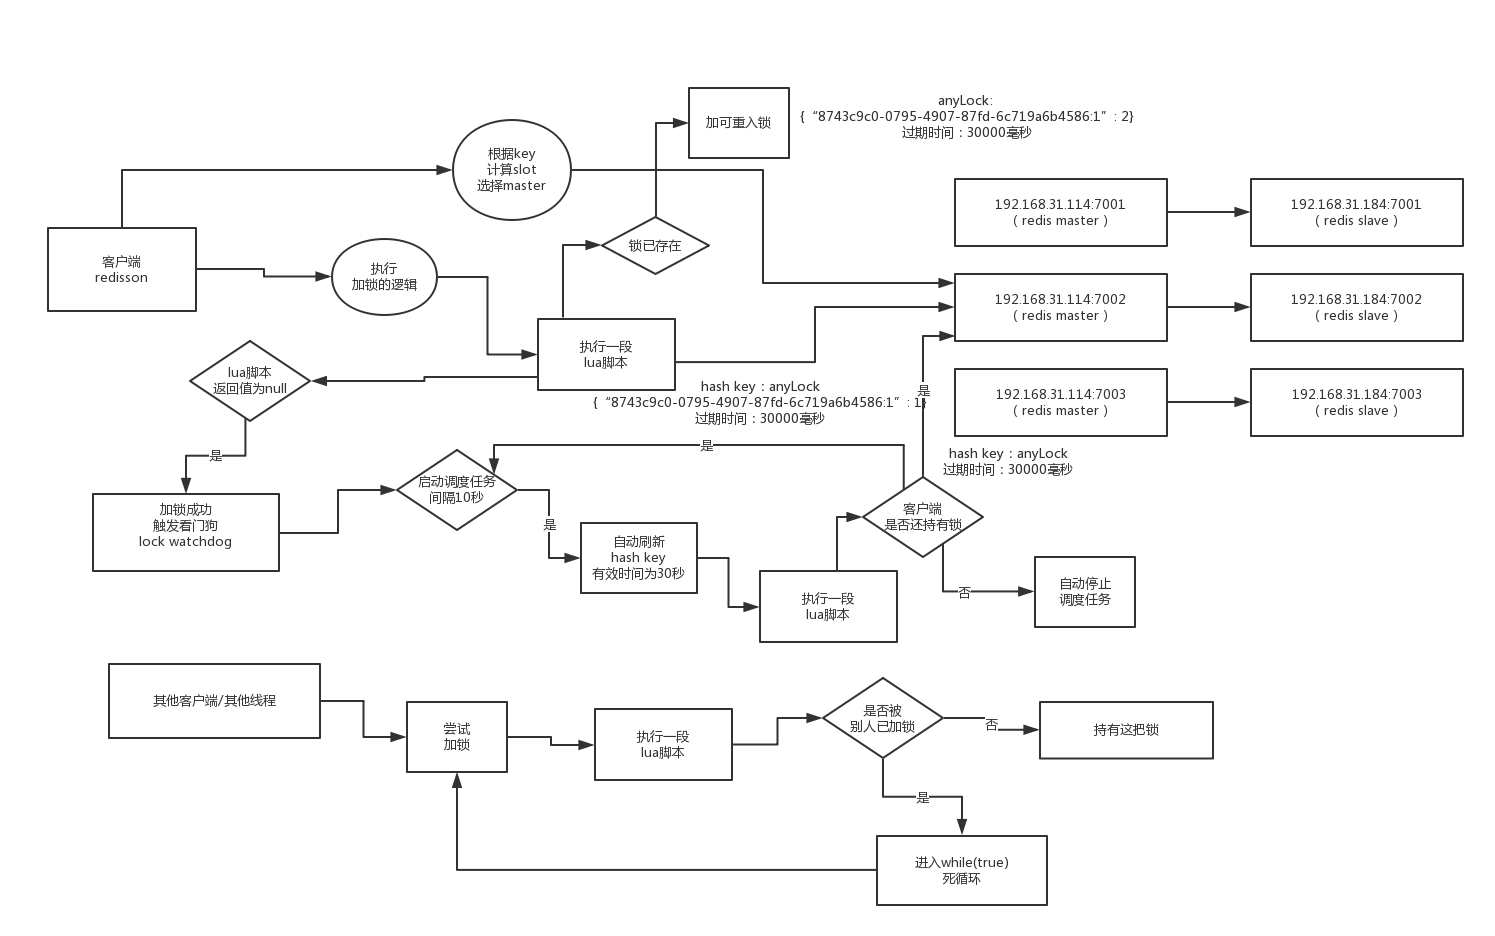 加可重入锁
anyLock:
{“8743c9c0-0795-4907-87fd-6c719a6b4586:1”: 2}
过期时间：30000毫秒
根据key
计算slot
选择master
192.168.31.114:7001
( redis master )
192.168.31.184:7001
( redis slave )
客户端
redisson
执行
加锁的逻辑
锁已存在
192.168.31.114:7002
( redis master )
192.168.31.184:7002
( redis slave )
执行一段
lua脚本
lua脚本
返回值为null
hash key：anyLock
{“8743c9c0-0795-4907-87fd-6c719a6b4586:1”: 1}
过期时间：30000毫秒
是
192.168.31.114:7003
( redis master )
192.168.31.184:7003
( redis slave )
是
是
hash key：anyLock
过期时间：30000毫秒
加锁成功
触发看门狗
lock watchdog
启动调度任务
间隔10秒
是
自动刷新
hash key
有效时间为30秒
客户端
是否还持有锁
执行一段
lua脚本
否
自动停止
调度任务
其他客户端/其他线程
尝试
加锁
执行一段
lua脚本
是否被
别人已加锁
否
持有这把锁
是
进入while(true)
死循环